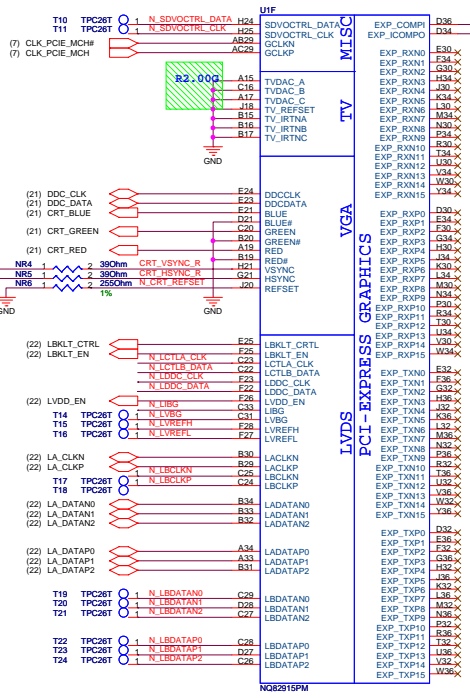 U1F
T10 TPC26T 1 N_SDVOCTRL_DATA H24 SDVOCTRL_DATA EXP_COMPI D36
T11 TPC26T 1 N_SDVOCTRL_CLK H25 SDVOCTRL_CLK EXP_ICOMPO D34
(7) CLK_PCIE_MCH# AB29 GCLKN
(7) CLK_PCIE_MCH AC29 GCLKP
MISC
EXP_RXN0 E30
EXP_RXN1 F34
EXP_RXN2 G30
EXP_RXN3 H34
EXP_RXN4 J30
EXP_RXN5 K34
EXP_RXN6 L30
EXP_RXN7 M34
EXP_RXN8 N30
EXP_RXN9 P34
EXP_RXN10 R30
EXP_RXN11 T34
EXP_RXN12 U30
EXP_RXN13 V34
EXP_RXN14 W30
EXP_RXN15 Y34
R2.00G
A15 TVDAC_A
C16 TVDAC_B
A17 TVDAC_C
J18 TV_REFSET
B15 TV_IRTNA
B16 TV_IRTNB
B17 TV_IRTNC
TV
GND
(21) DDC_CLK E24 DDCCLK
(21) DDC_DATA E23 DDCDATA
(21) CRT_BLUE E21 BLUE
D21 BLUE#
(21) CRT_GREEN C20 GREEN
B20 GREEN#
(21) CRT_RED A19 RED
B19 RED#
NR4 39Ohm CRT_VSYNC_R H21 VSYNC
NR5 39Ohm CRT_HSYNC_R G21 HSYNC
NR6 255Ohm N_CRT_REFSET J20 REFSET
1%
GND
GND
VGA
EXP_RXP0 D30
EXP_RXP1 E34
EXP_RXP2 F30
EXP_RXP3 G34
EXP_RXP4 H30
EXP_RXP5 J34
EXP_RXP6 K30
EXP_RXP7 L34
EXP_RXP8 M30
EXP_RXP9 N34
EXP_RXP10 P30
EXP_RXP11 R34
EXP_RXP12 T30
EXP_RXP13 U34
EXP_RXP14 V30
EXP_RXP15 W34
PCI-EXPRESS GRAPHICS
(22) LBKLT_CTRL E25 LBKLT_CRTL
(22) LBKLT_EN F25 LBKLT_EN
N_LCTLA_CLK C23 LCTLA_CLK
N_LCTLB_DATA C22 LCTLB_DATA
N_LDDC_CLK F23 LDDC_CLK
N_LDDC_DATA F22 LDDC_DATA
(22) LVDD_EN F26 LVDD_EN
N_LIBG C33 LIBG
T14 TPC26T 1 N_LVBG C31 LVBG
T15 TPC26T 1 N_LVREFH F28 LVREFH
T16 TPC26T 1 N_LVREFL F27 LVREFL
(22) LA_CLKN B30 LACLKN
(22) LA_CLKP B29 LACLKP
T17 TPC26T 1 N_LBCLKN C25 LBCLKN
T18 TPC26T 1 N_LBCLKP C24 LBCLKP
(22) LA_DATAN0 B34 LADATAN0
(22) LA_DATAN1 B33 LADATAN1
(22) LA_DATAN2 B32 LADATAN2
(22) LA_DATAP0 A34 LADATAP0
(22) LA_DATAP1 A33 LADATAP1
(22) LA_DATAP2 B31 LADATAP2
T19 TPC26T 1 N_LBDATAN0 C29 LBDATAN0
T20 TPC26T 1 N_LBDATAN1 D28 LBDATAN1
T21 TPC26T 1 N_LBDATAN2 C27 LBDATAN2
T22 TPC26T 1 N_LBDATAP0 C28 LBDATAP0
T23 TPC26T 1 N_LBDATAP1 D27 LBDATAP1
T24 TPC26T 1 N_LBDATAP2 C26 LBDATAP2
LVDS
EXP_TXN0 E32
EXP_TXN1 F36
EXP_TXN2 G32
EXP_TXN3 H36
EXP_TXN4 J32
EXP_TXN5 K36
EXP_TXN6 L32
EXP_TXN7 M36
EXP_TXN8 N32
EXP_TXN9 P36
EXP_TXN10 R32
EXP_TXN11 T36
EXP_TXN12 U32
EXP_TXN13 V36
EXP_TXN14 W32
EXP_TXN15 Y36
EXP_TXP0 D32
EXP_TXP1 E36
EXP_TXP2 F32
EXP_TXP3 G36
EXP_TXP4 H32
EXP_TXP5 J36
EXP_TXP6 K32
EXP_TXP7 L36
EXP_TXP8 M32
EXP_TXP9 N36
EXP_TXP10 P32
EXP_TXP11 R36
EXP_TXP12 T32
EXP_TXP13 U36
EXP_TXP14 V32
EXP_TXP15 W36
NQ82915PM